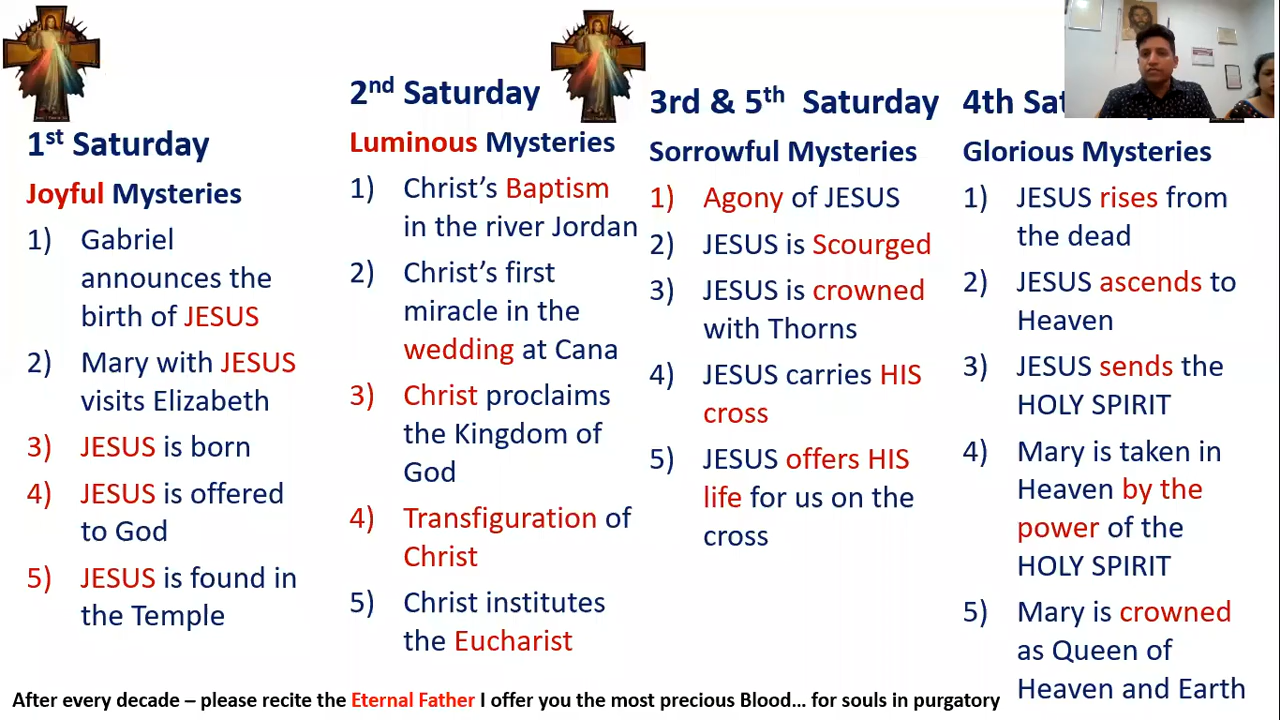 1st Saturday
Joyful Mysteries
1) Gabriel
announces the
birth of JESUS
2) Mary with JESUS
visits Elizabeth
3) JESUS is born
4) JESUS is offered
to God
5) JESUS is found in
the Temple
2nd Saturday
Luminous Mysteries
1) Christ’s Baptism
in the river Jordan
2) Christ’s first
miracle in the
wedding at Cana
3) Christ proclaims
the Kingdom of
God
4) Transfiguration of
Christ
5) Christ institutes
the Eucharist
3rd & 5th Saturday
Sorrowful Mysteries
1) Agony of JESUS
2) JESUS is Scourged
3) JESUS is crowned
with Thorns
4) JESUS carries HIS
cross
5) JESUS offers HIS
life for us on the
cross
4th
Glorious Mysteries
1) JESUS rises from
the dead
2) JESUS ascends to
Heaven
3) JESUS sends the
HOLY SPIRIT
4) Mary is taken in
Heaven by the
power of the
HOLY SPIRIT
5) Mary is crowned
as Queen of
Heaven and Earth
After every decade – please recite the Eternal Father I offer you the most precious Blood... for souls in purgatory